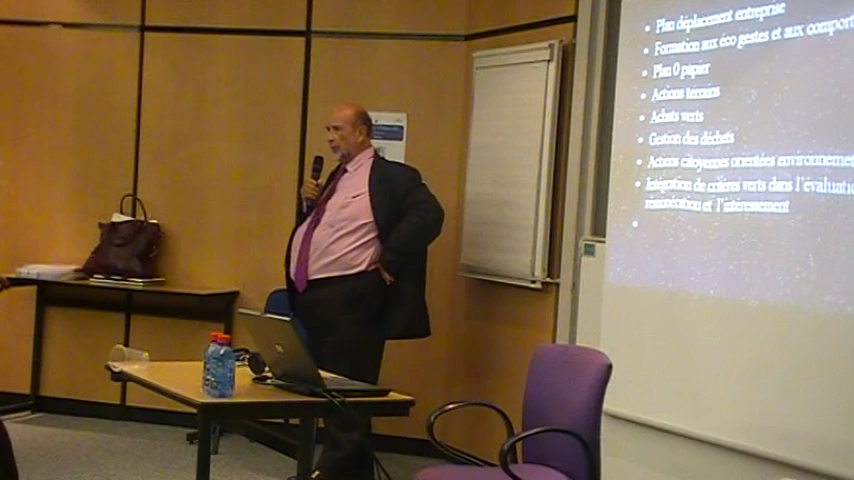 Plan déplacement entreprise
Formation aux éco gestes et aux comport
Plan 0 papier
Actions terrains
Achats verts
Gestion des déchets
Actions citoyennes orientées environneme
Intégration de critères verts dans l'évaluati
rémunération et l'intéressement